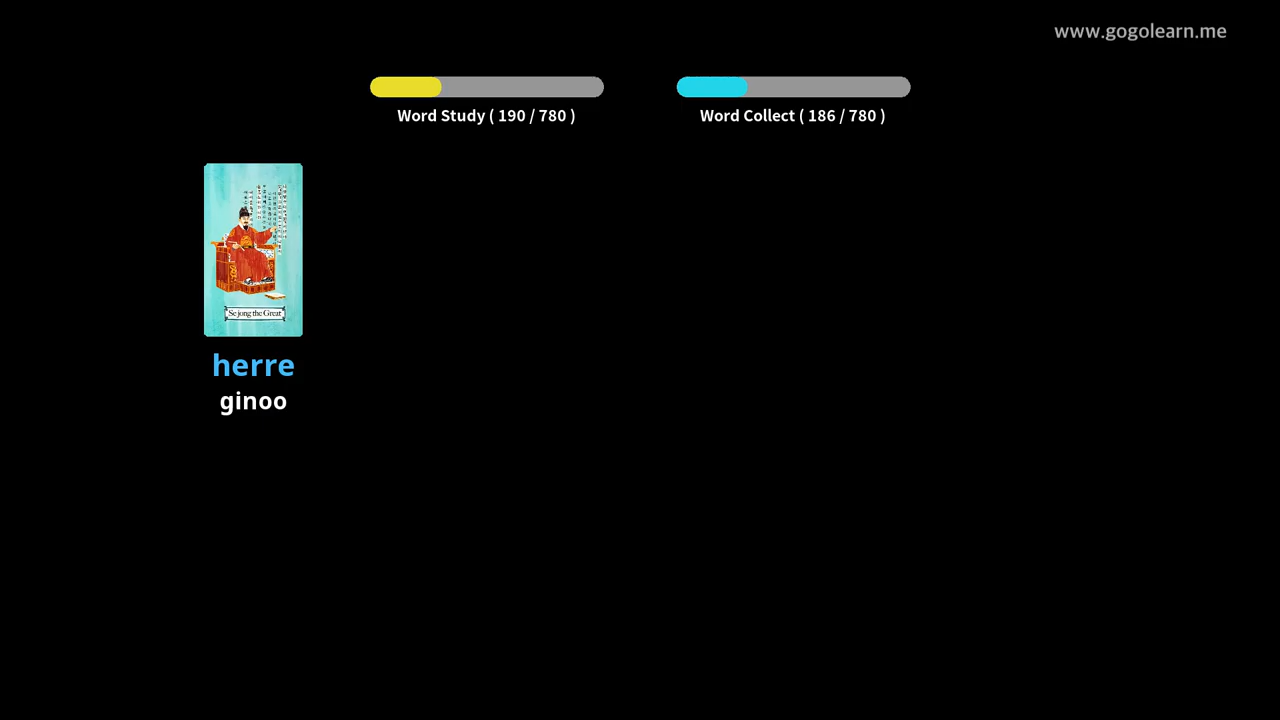 www.gogolearn.me
Word Study ( 190 / 780 )
Word Collect ( 186 / 780 )
Sejong the Great
herre
ginoo